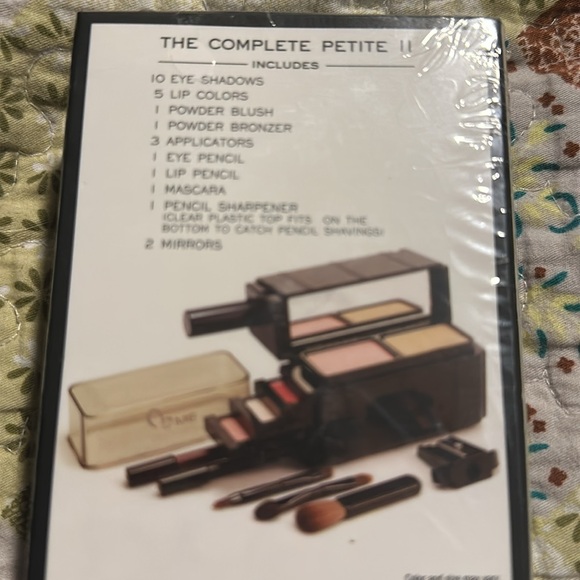 THE COMPLETE PETITE II
INCLUDES
10 EYE SHADOWS
5 LIP COLORS
1 POWDER BLUSH
1 POWDER BRONZER
3 APPLICATORS
1 EYE PENCIL
1 LIP PENCIL
1 MASCARA
1 PENCIL SHARPENER
(CLEAR PLASTIC TOP FITS ON THE
BOTTOM TO CATCH PENCIL SHAVINGS)
2 MIRRORS